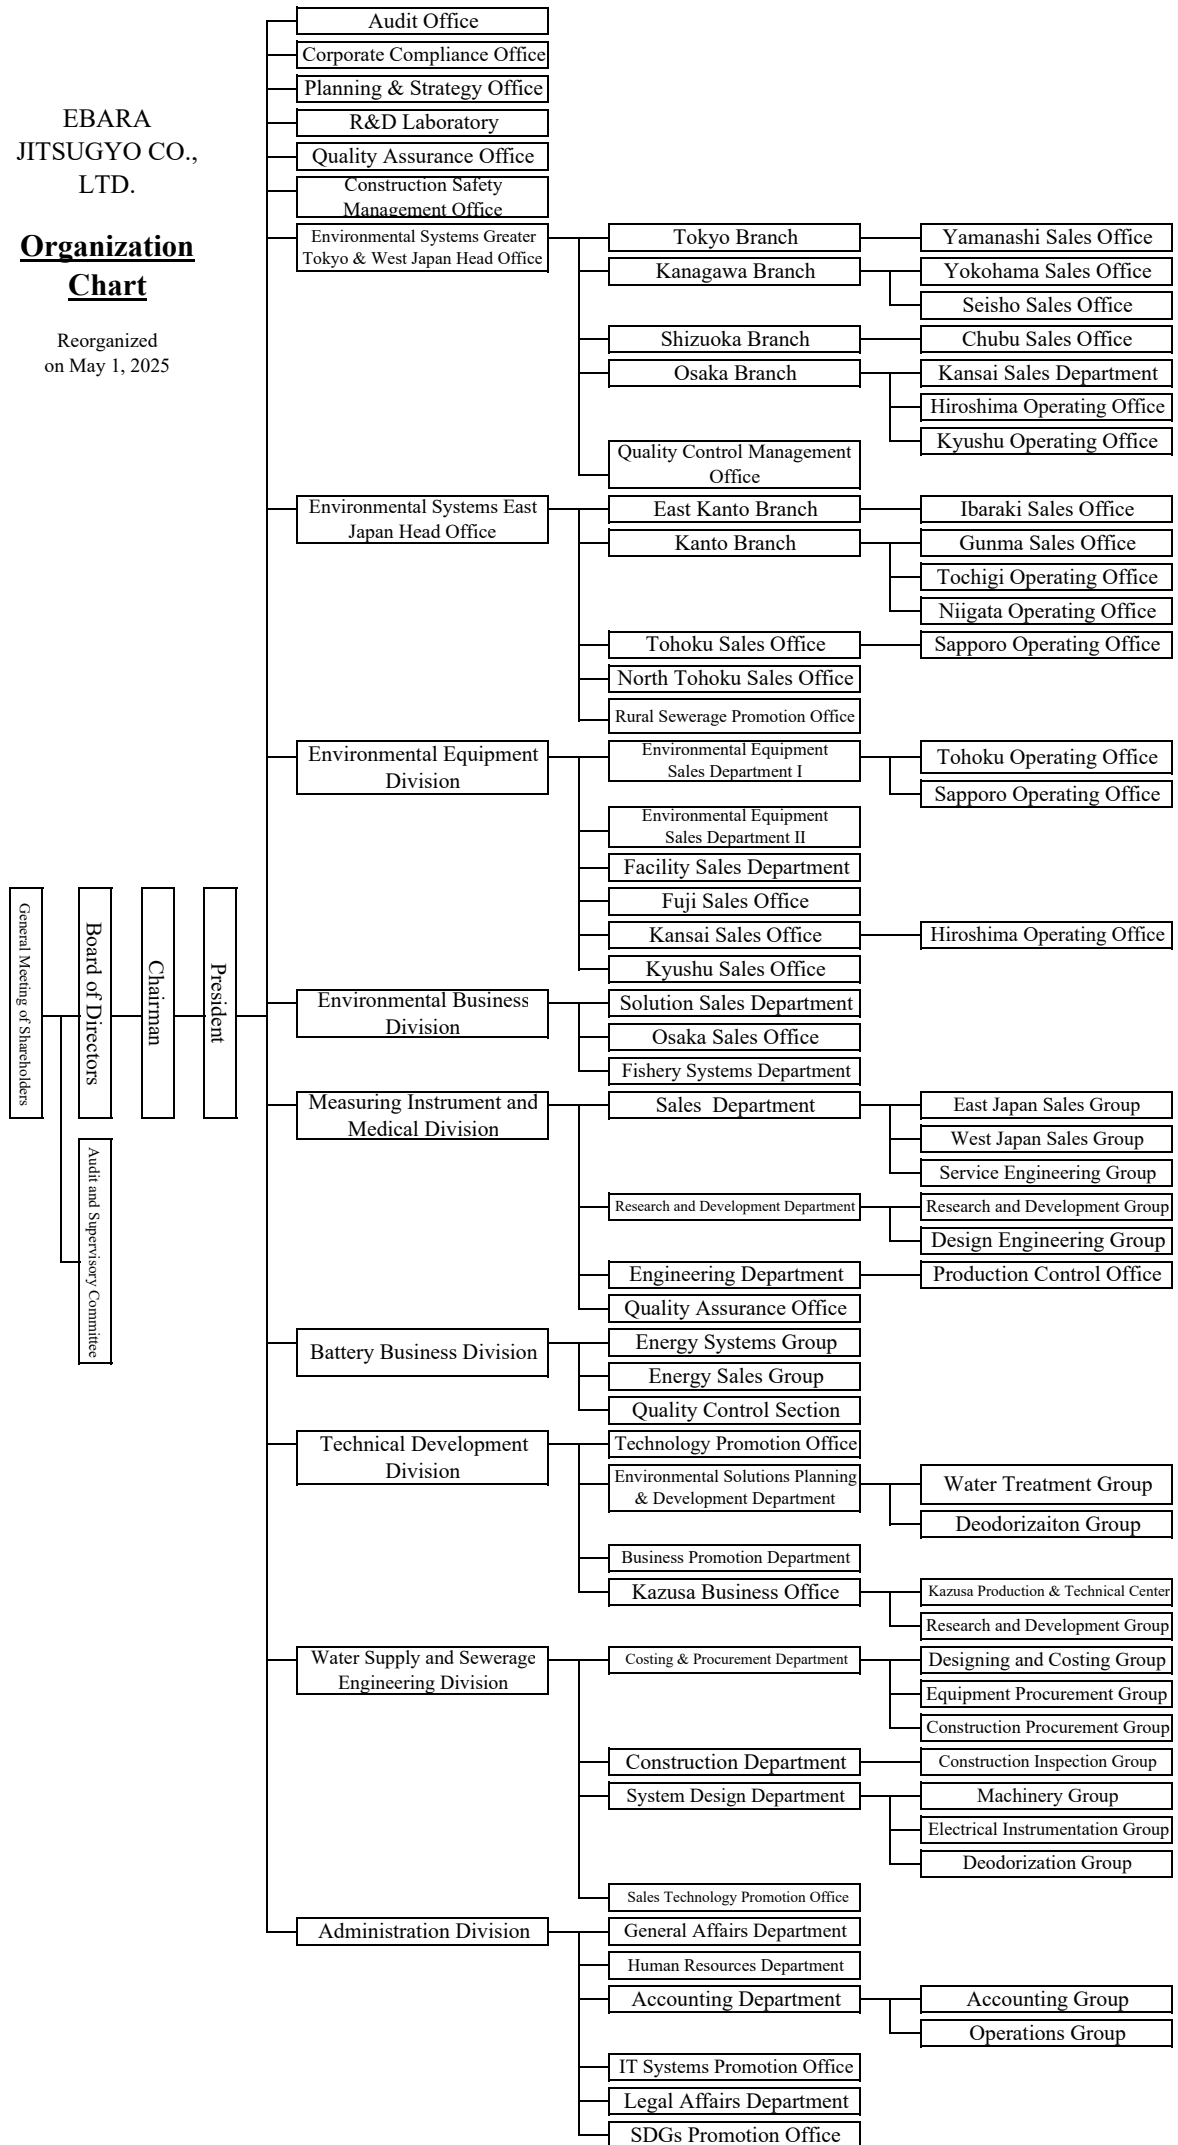 EBARA
JITSUGYO CO.,
LTD.
Organization
Chart
Reorganized
on May 1, 2025
General Meeting of Shareholders
Board of Directors
Audit and Supervisory Committee
Chairman
President
Audit Office
Corporate Compliance Office
Planning & Strategy Office
R&D Laboratory
Quality Assurance Office
Construction Safety
Management Office
Environmental Systems Greater
Tokyo & West Japan Head Office
Tokyo Branch
Yamanashi Sales Office
Kanagawa Branch
Yokohama Sales Office
Seisho Sales Office
Shizuoka Branch
Chubu Sales Office
Osaka Branch
Kansai Sales Department
Hiroshima Operating Office
Kyushu Operating Office
Quality Control Management
Office
Environmental Systems East
Japan Head Office
East Kanto Branch
Ibaraki Sales Office
Kanto Branch
Gunma Sales Office
Tochigi Operating Office
Niigata Operating Office
Tohoku Sales Office
Sapporo Operating Office
North Tohoku Sales Office
Rural Sewerage Promotion Office
Environmental Equipment
Division
Environmental Equipment
Sales Department I
Tohoku Operating Office
Sapporo Operating Office
Environmental Equipment
Sales Department II
Facility Sales Department
Fuji Sales Office
Kansai Sales Office
Hiroshima Operating Office
Kyushu Sales Office
Environmental Business
Division
Solution Sales Department
Osaka Sales Office
Fishery Systems Department
Measuring Instrument and
Medical Division
Sales Department
East Japan Sales Group
West Japan Sales Group
Service Engineering Group
Research and Development Department
Research and Development Group
Design Engineering Group
Engineering Department
Production Control Office
Quality Assurance Office
Battery Business Division
Energy Systems Group
Energy Sales Group
Quality Control Section
Technical Development
Division
Technology Promotion Office
Environmental Solutions Planning
& Development Department
Water Treatment Group
Deodorizaiton Group
Business Promotion Department
Kazusa Business Office
Kazusa Production & Technical Center
Research and Development Group
Water Supply and Sewerage
Engineering Division
Costing & Procurement Department
Designing and Costing Group
Equipment Procurement Group
Construction Procurement Group
Construction Department
Construction Inspection Group
System Design Department
Machinery Group
Electrical Instrumentation Group
Deodorization Group
Sales Technology Promotion Office
Administration Division
General Affairs Department
Human Resources Department
Accounting Department
Accounting Group
Operations Group
IT Systems Promotion Office
Legal Affairs Department
SDGs Promotion Office